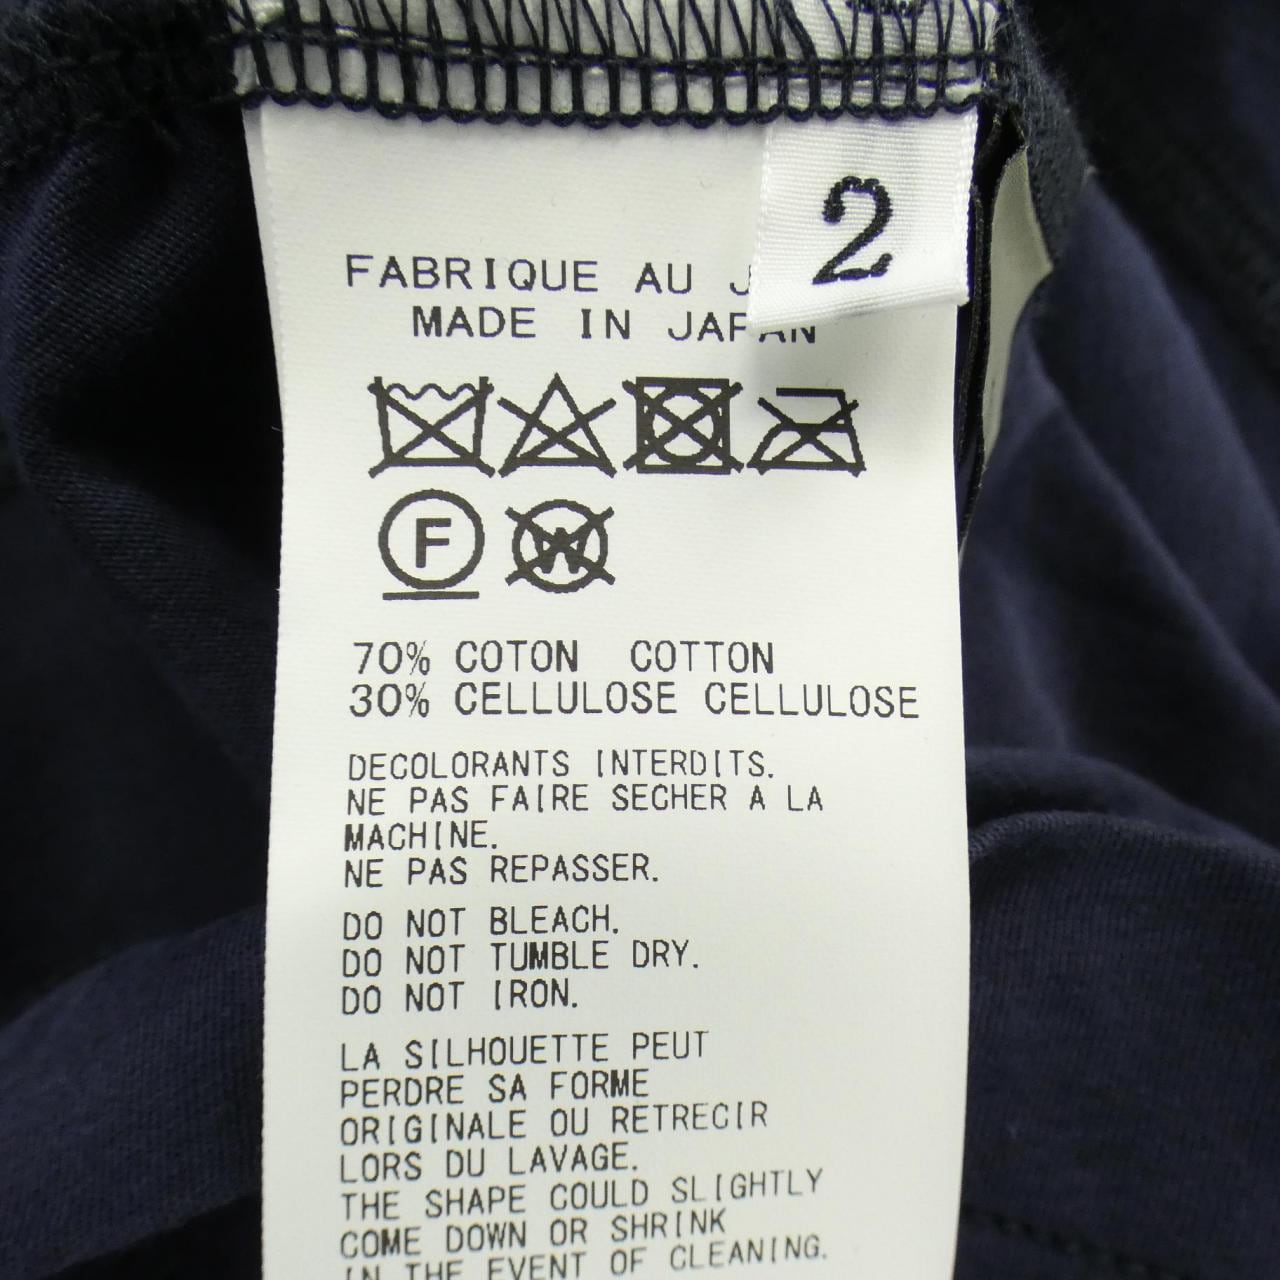 2
FABRIQUE AU
MADE IN JAPAN
F
W
70% COTON COTTON
30% CELLULOSE CELLULOSE
DECOLORANTS INTERDITS.
NE PAS FAIRE SECHER A LA
MACHINE.
NE PAS REPASSER.
DO NOT BLEACH.
DO NOT TUMBLE DRY.
DO NOT IRON.
LA SILHOUETTE PEUT
PERDRE SA FORME
ORIGINALE OU RETRECIR
LORS DU LAVAGE.
THE SHAPE COULD SLIGHTLY
COME DOWN OR SHRINK
IN THE EVENT OF CLEANING.